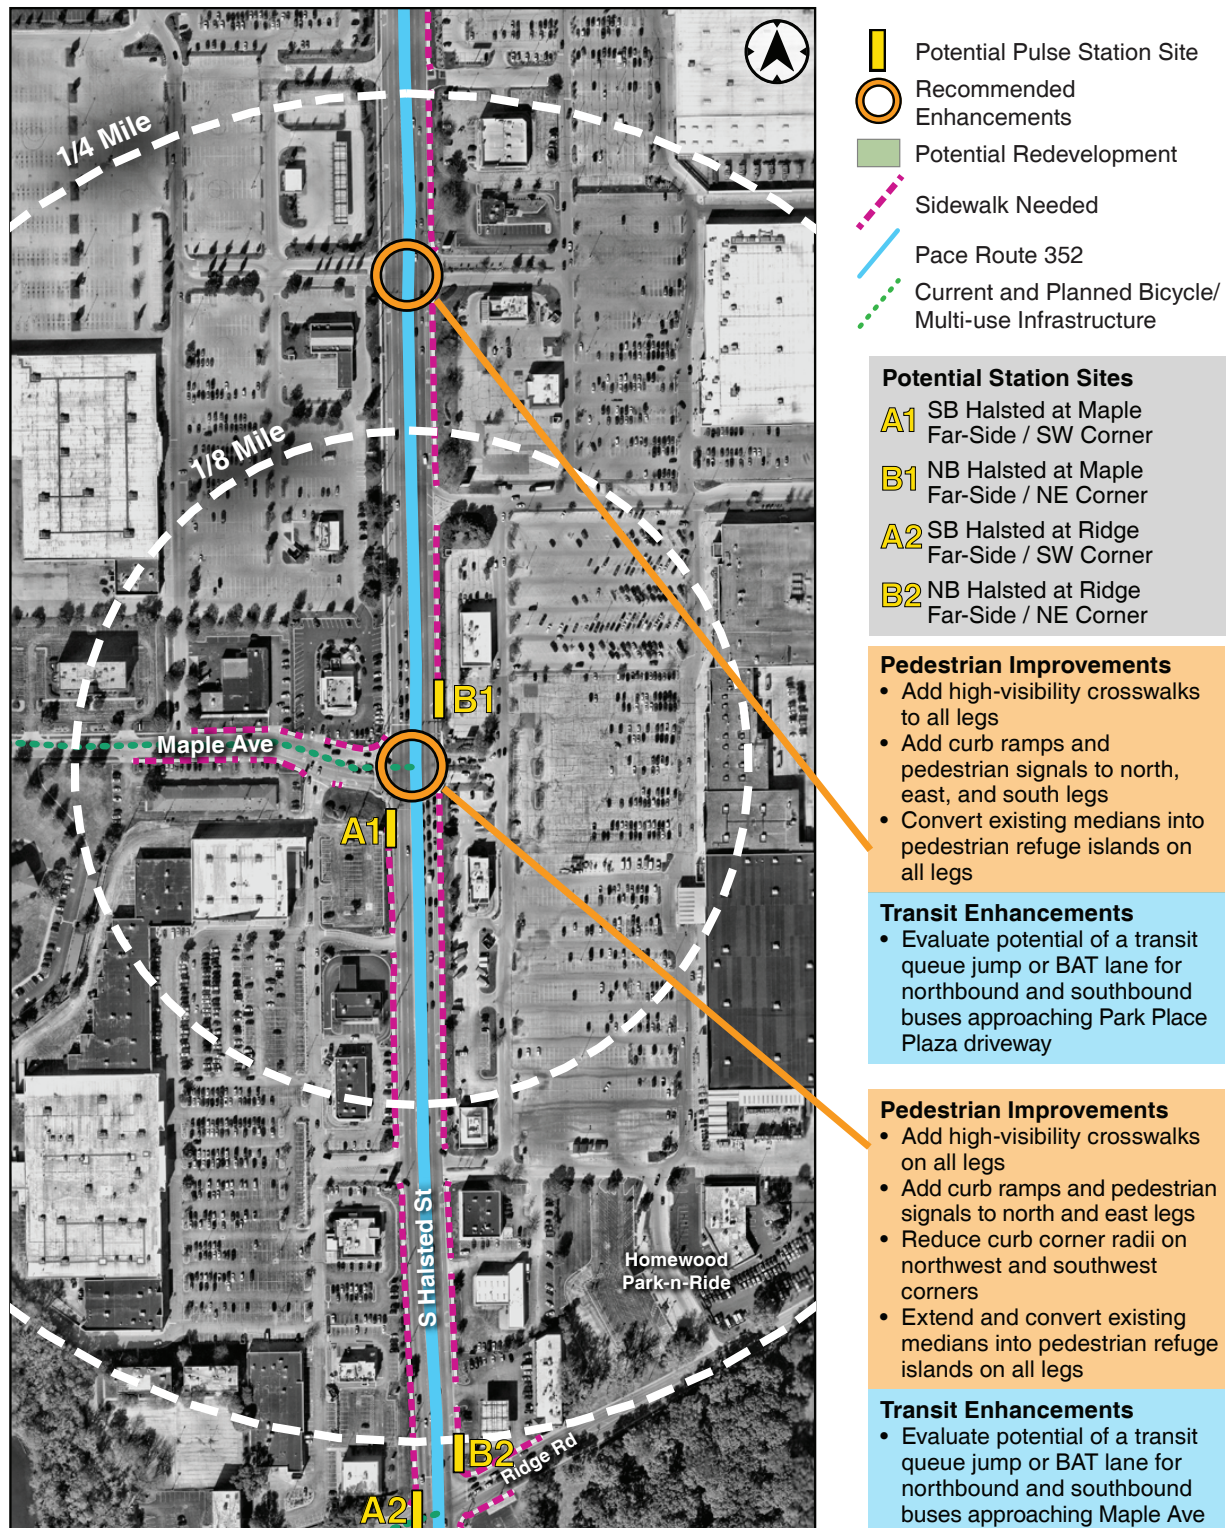 Potential Pulse Station Site
Recommended
Enhancements
Potential Redevelopment
Sidewalk Needed
Pace Route 352
Current and Planned Bicycle/
Multi-use Infrastructure
Potential Station Sites
A1 SB Halsted at Maple
Far-Side / SW Corner
B1 NB Halsted at Maple
Far-Side / NE Corner
A2 SB Halsted at Ridge
Far-Side / SW Corner
B2 NB Halsted at Ridge
Far-Side / NE Corner
Pedestrian Improvements
• Add high-visibility crosswalks
to all legs
• Add curb ramps and
pedestrian signals to north,
east, and south legs
• Convert existing medians into
pedestrian refuge islands on
all legs
Transit Enhancements
• Evaluate potential of a transit
queue jump or BAT lane for
northbound and southbound
buses approaching Park Place
Plaza driveway
Pedestrian Improvements
• Add high-visibility crosswalks
on all legs
• Add curb ramps and pedestrian
signals to north and east legs
• Reduce curb corner radii on
northwest and southwest
corners
• Extend and convert existing
medians into pedestrian refuge
islands on all legs
Transit Enhancements
• Evaluate potential of a transit
queue jump or BAT lane for
northbound and southbound
buses approaching Maple Ave
1/4 Mile
1/8 Mile
B1
Maple Ave
A1
S Halsted St
Homewood
Park-n-Ride
B2
Ridge Rd
A2